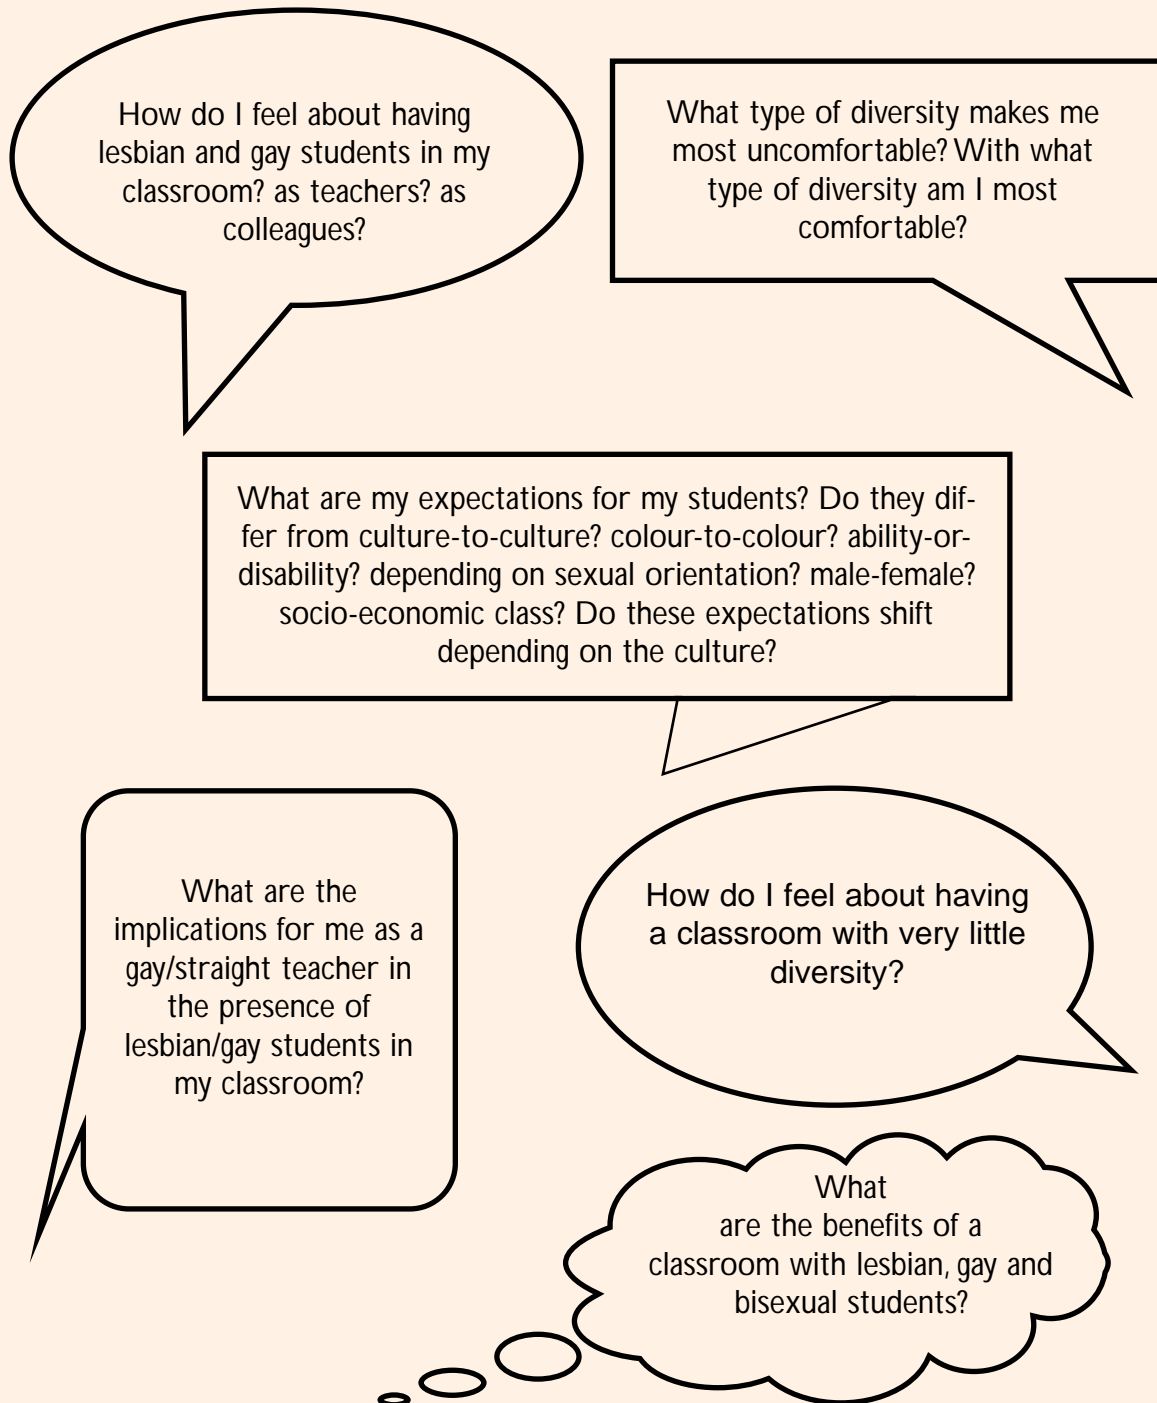 How do I feel about having
lesbian and gay students in my
classroom? as teachers? as
colleagues?
What type of diversity makes me
most uncomfortable? With what
type of diversity am I most
comfortable?
What are my expectations for my students? Do they dif-
fer from culture-to-culture? colour-to-colour? ability-or-
disability? depending on sexual orientation? male-female?
socio-economic class? Do these expectations shift
depending on the culture?
What are the
implications for me as a
gay/straight teacher in
the presence of
lesbian/gay students in
my classroom?
How do I feel about having
a classroom with very little
diversity?
What
are the benefits of a
classroom with lesbian, gay and
bisexual students?